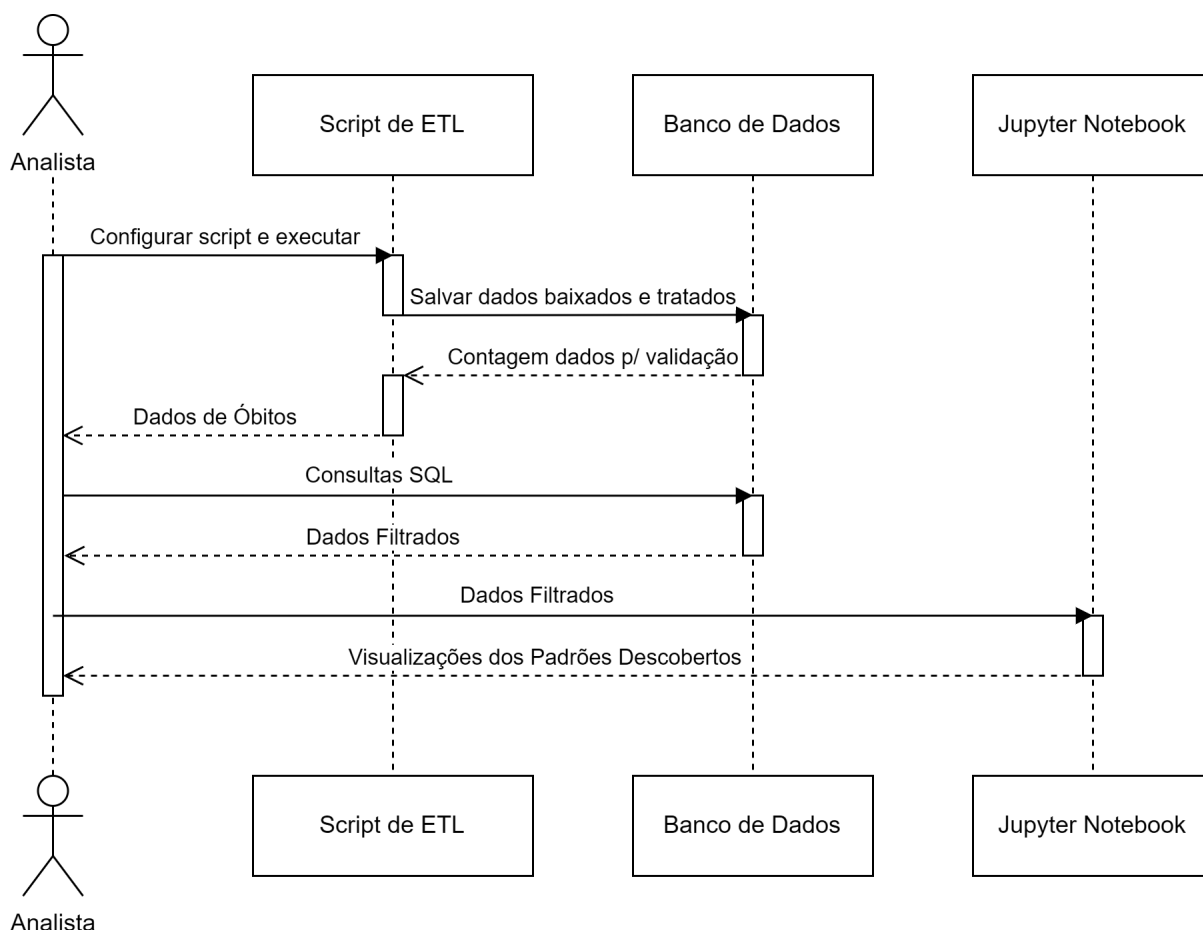 Analista
Script de ETL
Banco de Dados
Jupyter Notebook
Configurar script e executar
Salvar dados baixados e tratados
Contagem dados p/ validação
Dados de Óbitos
Consultas SQL
Dados Filtrados
Dados Filtrados
Visualizações dos Padrões Descobertos
Script de ETL
Banco de Dados
Jupyter Notebook
Analista